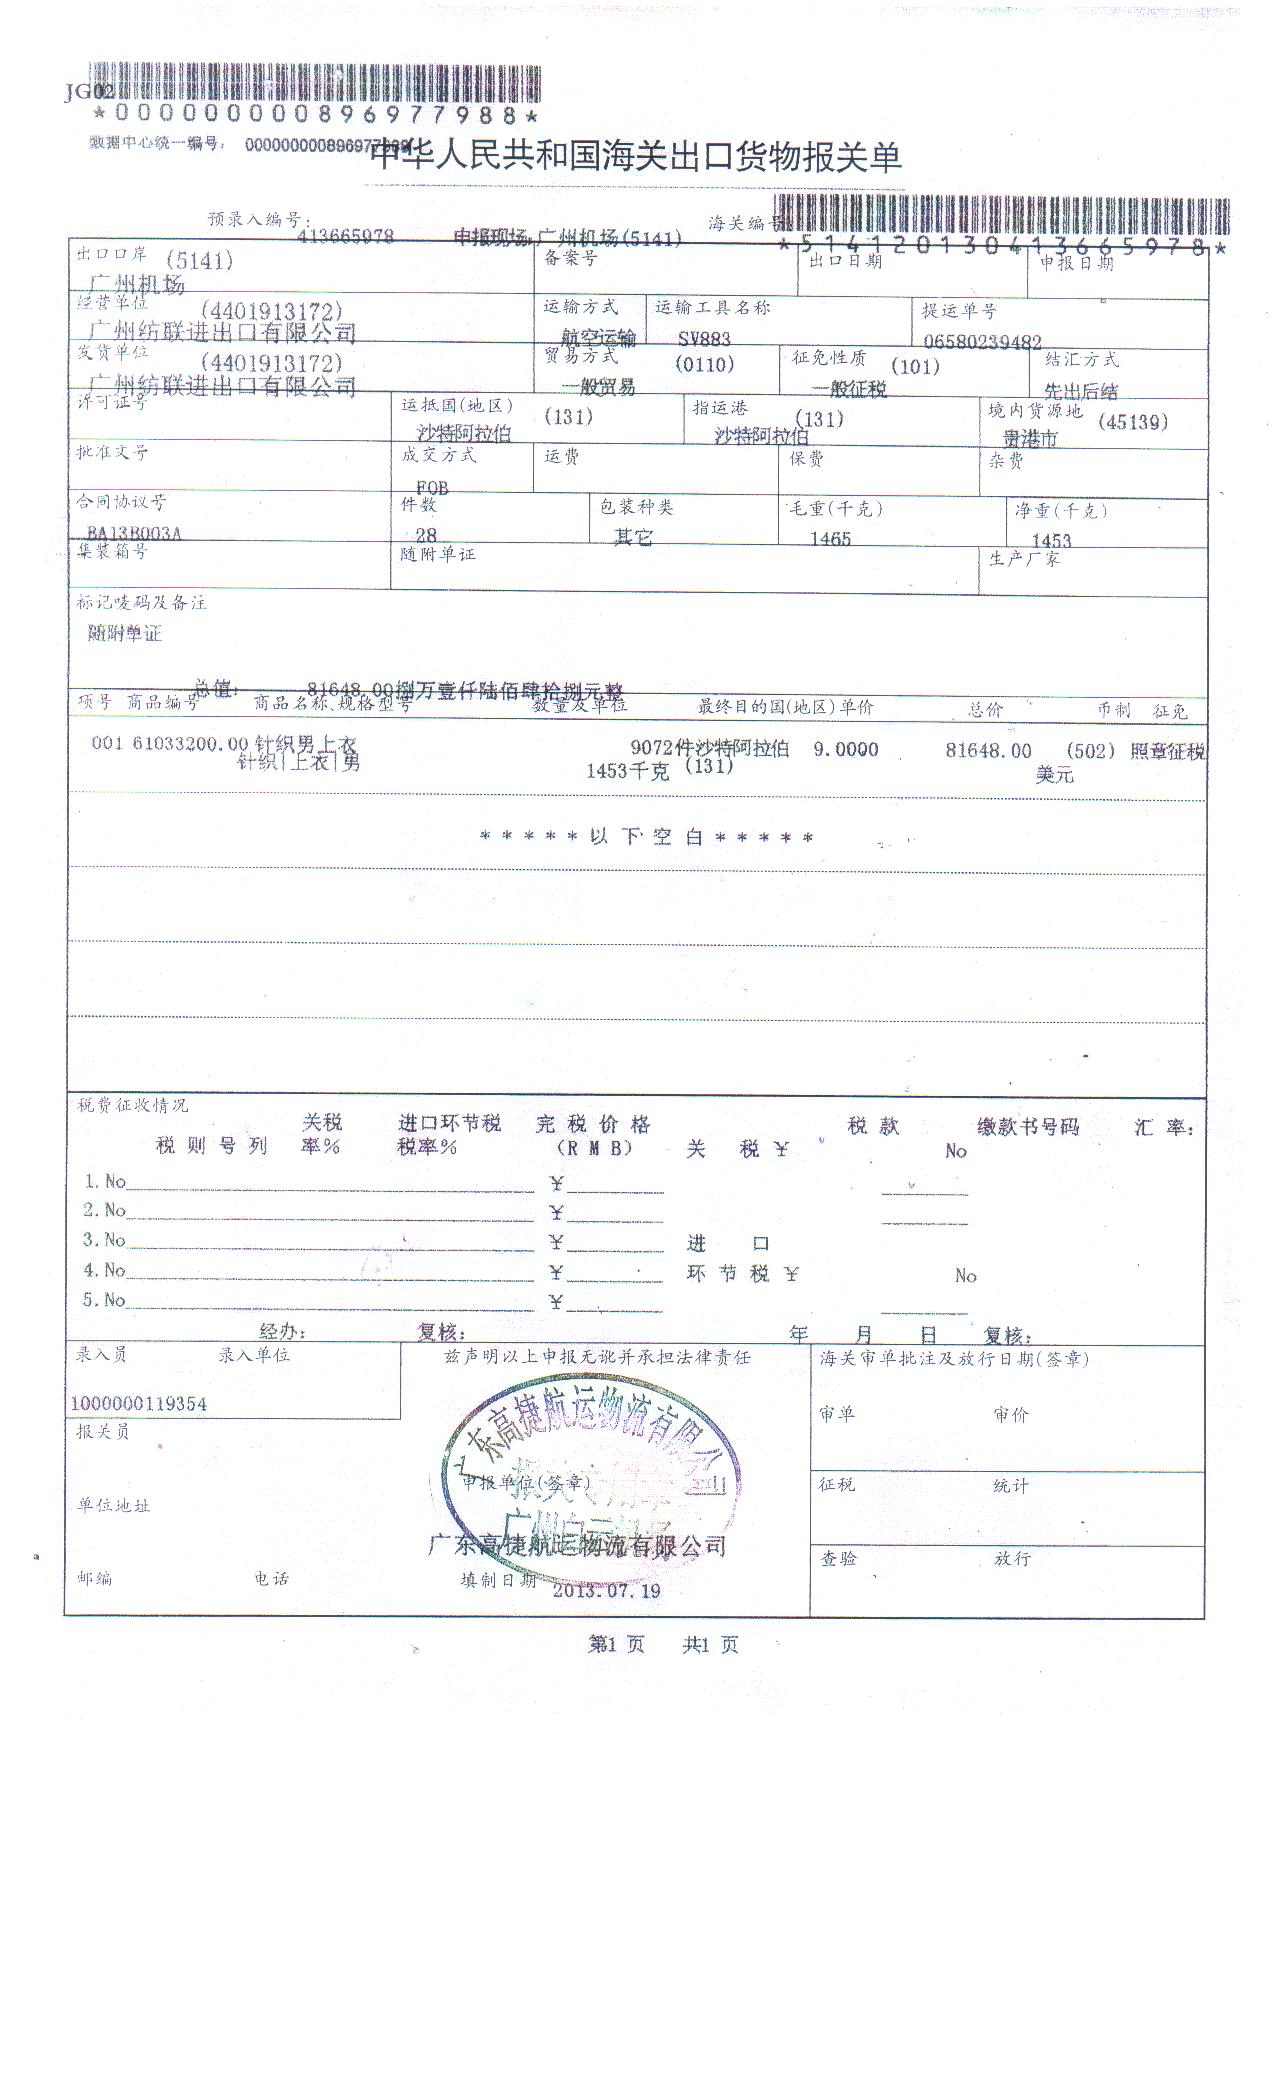 JG02
*000000000896977988*
数据中心统一编号: 000000000896977988
中华人民共和国海关出口货物报关单
预录入编号: 413665978 申报现场:广州机场(5141) 海关编号:
*514120130413665978*
出口口岸 (5141) 备案号 出口日期 申报日期
广州机场
经营单位 (4401913172) 运输方式 运输工具名称 提运单号
广州纺联进出口有限公司 航空运输 SV883 06580239482
发货单位 (4401913172) 贸易方式 (0110) 征免性质 (101) 结汇方式
广州纺联进出口有限公司 一般贸易 一般征税 先出后结
许可证号 运抵国(地区) (131) 指运港 (131) 境内货源地 (45139)
沙特阿拉伯 沙特阿拉伯 贵港市
批准文号 成交方式 运费 保费 杂费
FOB
合同协议号 件数 包装种类 毛重(千克) 净重(千克)
BA13B003A 28 其它 1465 1453
集装箱号 随附单证 生产厂家
标记唛码及备注
随附单证
总值: 81648.00捌万壹仟陆佰肆拾捌元整
项号 商品编号 商品名称、规格型号 数量及单位 最终目的国(地区)单价 总价 币制 征免
001 61033200.00 针织男上衣 9072件沙特阿拉伯 9.0000 81648.00 (502) 照章征税
针织|上衣|男 1453千克 (131) 美元
*****以下空白*****
税费征收情况
关税 进口环节税 完税价格 税款 缴款书号码 汇率:
税则号列 率% 税率% (RMB) 关税¥ No
1.No ¥
2.No ¥
3.No ¥ 进口
4.No ¥ 环节税¥ No
5.No ¥
经办: 复核: 年 月 日 复核:
录入员 录入单位 兹声明以上申报无讹并承担法律责任 海关审单批注及放行日期(签章)
1000000119354 审单 审价
报关员
广东高捷航运物流有限公司
报关专用章
申报单位(签章) 征税 统计
单位地址
广州白云机场
广东高捷航运物流有限公司
查验 放行
邮编 电话 填制日期 2013.07.19
第1页 共1页